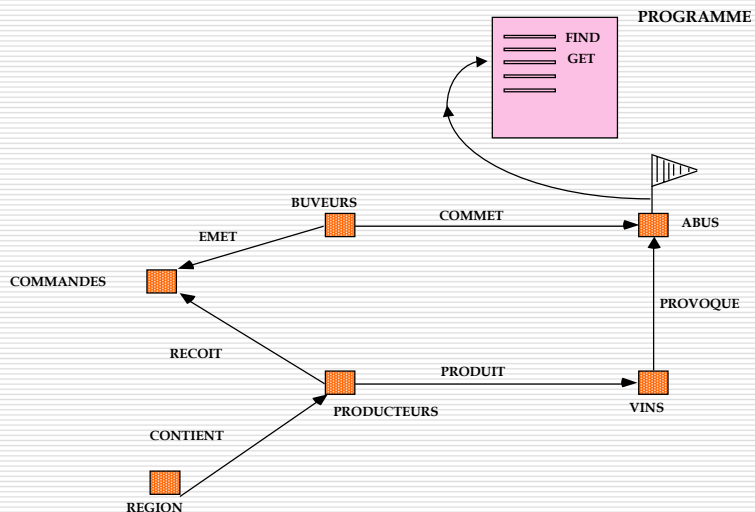 PROGRAMME
FIND
GET
BUVEURS
COMMET
ABUS
EMET
COMMANDES
PROVOQUE
RECOIT
PRODUIT
PRODUCTEURS
VINS
CONTIENT
REGION